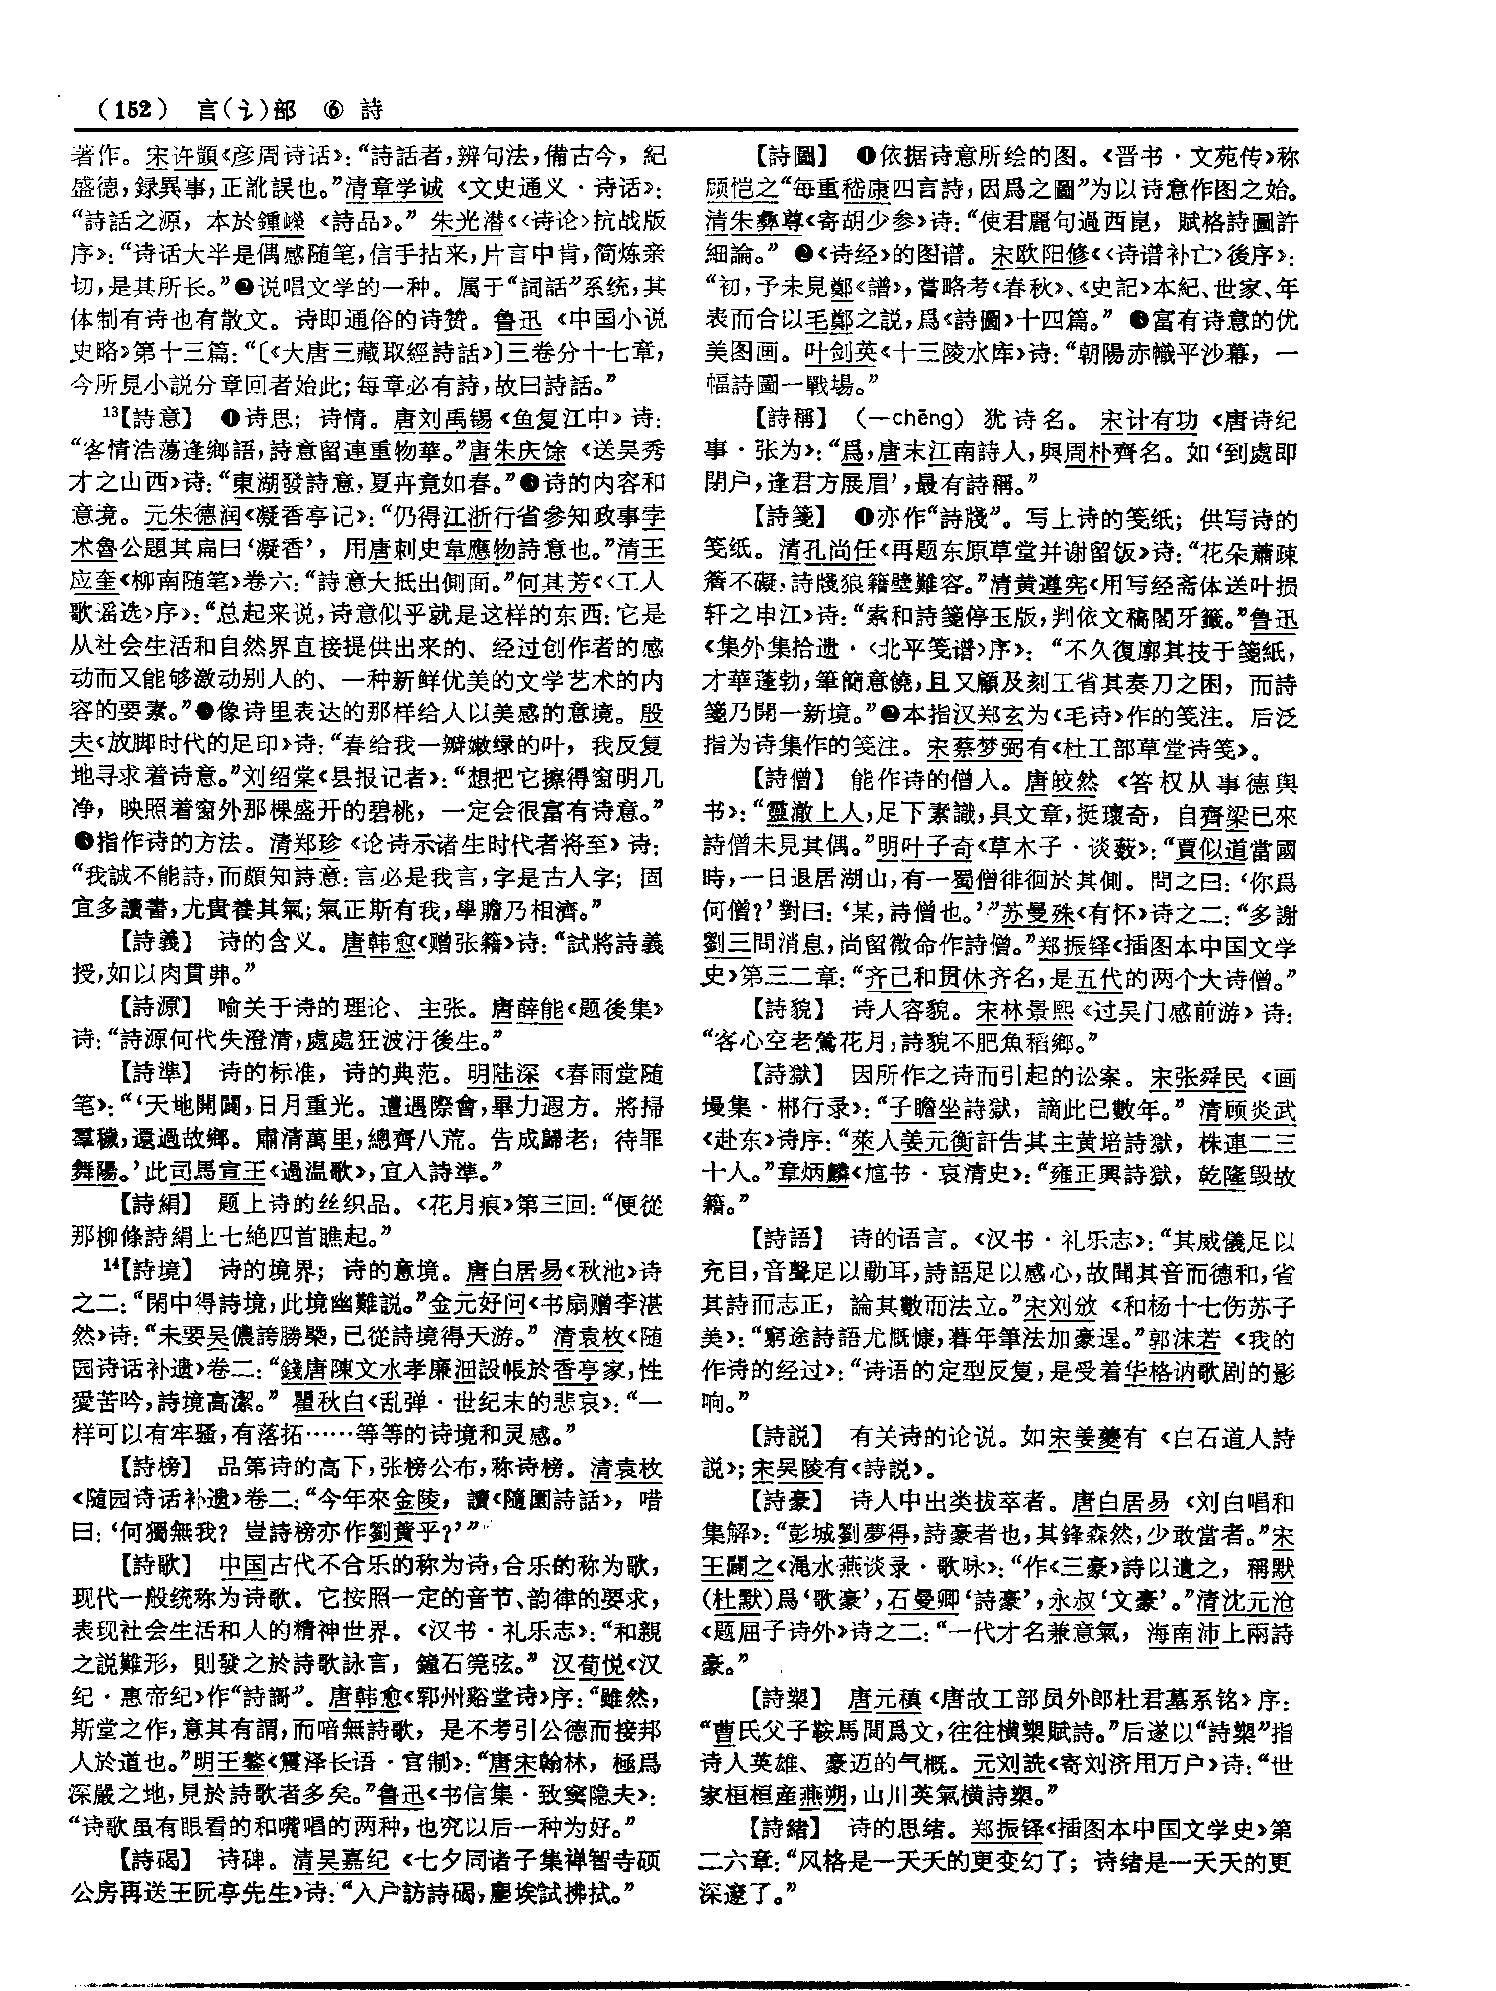 (152) 言(讠)部 ⑥ 詩
著作。宋许顗《彦周诗话》：“詩話者，辨句法，備古今，紀
盛德，録異事，正訛誤也。”清章学诚《文史通义·诗话》：
“詩話之源，本於鍾嶸《詩品》。”朱光潜《〈诗论〉抗战版
序》：“诗话大半是偶感随笔，信手拈来，片言中肯，简炼亲
切，是其所长。”❷说唱文学的一种。属于“詞話”系统，其
体制有诗也有散文。诗即通俗的诗赞。鲁迅《中国小说
史略》第十三篇：“〔《大唐三藏取經詩話》〕三卷分十七章，
今所見小説分章回者始此；每章必有詩，故曰詩話。”
13【詩意】 ❶诗思；诗情。唐刘禹锡《鱼复江中》诗：
“客情浩蕩逢鄉語，詩意留連重物華。”唐朱庆馀《送吴秀
才之山西》诗：“東湖發詩意，夏卉竟如春。”❷诗的内容和
意境。元朱德润《凝香亭记》：“仍得江浙行省参知政事孛
术魯公題其扁曰‘凝香’，用唐刺史韋應物詩意也。”清王
应奎《柳南随笔》卷六：“詩意大抵出側面。”何其芳《〈工人
歌谣选〉序》：“总起来说，诗意似乎就是这样的东西：它是
从社会生活和自然界直接提供出来的、经过创作者的感
动而又能够激动别人的、一种新鲜优美的文学艺术的内
容的要素。”❸像诗里表达的那样给人以美感的意境。殷
夫《放脚时代的足印》诗：“春给我一瓣嫩绿的叶，我反复
地寻求着诗意。”刘绍棠《县报记者》：“想把它擦得窗明几
净，映照着窗外那棵盛开的碧桃，一定会很富有诗意。”
❹指作诗的方法。清郑珍《论诗示诸生时代者将至》诗：
“我誠不能詩，而頗知詩意：言必是我言，字是古人字；固
宜多讀書，尤貴養其氣；氣正斯有我，學贍乃相濟。”
【詩義】 诗的含义。唐韩愈《赠张籍》诗：“試將詩義
授，如以肉貫弗。”
【詩源】 喻关于诗的理论、主张。唐薛能《题後集》
诗：“詩源何代失澄清，處處狂波汙後生。”
【詩準】 诗的标准，诗的典范。明陆深《春雨堂随
笔》：“‘天地開闢，日月重光。遭遇際會，畢力遐方。將掃
羣穢，還過故鄉。肅清萬里，總齊八荒。告成歸老；待罪
舞陽。’此司馬宣王《過温歌》，宜入詩準。”
【詩絹】 题上诗的丝织品。《花月痕》第三回：“便從
那柳條詩絹上七絶四首瞧起。”
14【詩境】 诗的境界；诗的意境。唐白居易《秋池》诗
之二：“閑中得詩境，此境幽難説。”金元好问《书扇赠李湛
然》诗：“未要吴儂誇勝槩，已從詩境得天游。”清袁枚《随
园诗话补遗》卷二：“錢唐陳文水孝廉沺設帳於香亭家，性
愛苦吟，詩境高潔。”瞿秋白《乱弹·世纪末的悲哀》：“一
样可以有牢骚，有落拓……等等的诗境和灵感。”
【詩榜】 品第诗的高下，张榜公布，称诗榜。清袁枚
《随园诗话补遗》卷二：“今年來金陵，讀《隨園詩話》，唶
曰：‘何獨無我？豈詩榜亦作劉蕡乎？’”
【詩歌】 中国古代不合乐的称为诗，合乐的称为歌，
现代一般统称为诗歌。它按照一定的音节、韵律的要求，
表现社会生活和人的精神世界。《汉书·礼乐志》：“和親
之説難形，則發之於詩歌詠言，鐘石筦弦。”汉荀悦《汉
纪·惠帝纪》作“詩謌”。唐韩愈《郓州谿堂诗》序：“雖然，
斯堂之作，意其有謂，而喑無詩歌，是不考引公德而接邦
人於道也。”明王鏊《震泽长语·官制》：“唐宋翰林，極爲
深嚴之地，見於詩歌者多矣。”鲁迅《书信集·致窦隐夫》：
“诗歌虽有眼看的和嘴唱的两种，也究以后一种为好。”
【詩碣】 诗碑。清吴嘉纪《七夕同诸子集禅智寺硕
公房再送王阮亭先生》诗：“入户訪詩碣，塵埃試拂拭。”
【詩圖】 ❶依据诗意所绘的图。《晋书·文苑传》称
顾恺之“每重嵇康四言詩，因爲之圖”为以诗意作图之始。
清朱彝尊《寄胡少参》诗：“使君麗句過西崑，賦格詩圖許
細論。”❷《诗经》的图谱。宋欧阳修《〈诗谱补亡〉後序》：
“初，予未見鄭《譜》，嘗略考《春秋》、《史記》本紀、世家、年
表而合以毛鄭之説，爲《詩圖》十四篇。”❸富有诗意的优
美图画。叶剑英《十三陵水库》诗：“朝陽赤幟平沙幕，一
幅詩圖一戰場。”
【詩稱】 (一chēng) 犹诗名。宋计有功《唐诗纪
事·张为》：“爲，唐末江南詩人，與周朴齊名。如‘到處即
閉户，逢君方展眉’，最有詩稱。”
【詩箋】 ❶亦作“詩牋”。写上诗的笺纸；供写诗的
笺纸。清孔尚任《再题东原草堂并谢留饭》诗：“花朵蕭疎
簷不礙，詩牋狼籍壁難容。”清黄遵宪《用写经斋体送叶损
轩之申江》诗：“索和詩箋停玉版，判依文稿閣牙籤。”鲁迅
《集外集拾遗·〈北平笺谱〉序》：“不久復廓其技于箋紙，
才華蓬勃，筆簡意饒，且又顧及刻工省其奏刀之困，而詩
箋乃開一新境。”❷本指汉郑玄为《毛诗》作的笺注。后泛
指为诗集作的笺注。宋蔡梦弼有《杜工部草堂诗笺》。
【詩僧】 能作诗的僧人。唐皎然《答权从事德舆
书》：“靈澈上人，足下素識，具文章，挺瓌奇，自齊梁已來
詩僧未見其偶。”明叶子奇《草木子·谈薮》：“賈似道當國
時，一日退居湖山，有一蜀僧徘徊於其側。問之曰：‘你爲
何僧？’對曰：‘某，詩僧也。’”苏曼殊《有怀》诗之二：“多謝
劉三問消息，尚留微命作詩僧。”郑振铎《插图本中国文学
史》第三二章：“齐己和贯休齐名，是五代的两个大诗僧。”
【詩貌】 诗人容貌。宋林景熙《过吴门感前游》诗：
“客心空老鶯花月，詩貌不肥魚稻鄉。”
【詩獄】 因所作之诗而引起的讼案。宋张舜民《画
墁集·郴行录》：“子瞻坐詩獄，謫此已數年。”清顾炎武
《赴东》诗序：“萊人姜元衡訐告其主黄培詩獄，株連二三
十人。”章炳麟《訄书·哀清史》：“雍正興詩獄，乾隆毁故
籍。”
【詩語】 诗的语言。《汉书·礼乐志》：“其威儀足以
充目，音聲足以動耳，詩語足以感心，故聞其音而德和，省
其詩而志正，論其數而法立。”宋刘攽《和杨十七伤苏子
美》：“窮途詩語尤慨慷，暮年筆法加豪逞。”郭沫若《我的
作诗的经过》：“诗语的定型反复，是受着华格讷歌剧的影
响。”
【詩説】 有关诗的论说。如宋姜夔有《白石道人詩
説》；宋吴陵有《詩説》。
【詩豪】 诗人中出类拔萃者。唐白居易《刘白唱和
集解》：“彭城劉夢得，詩豪者也，其鋒森然，少敢當者。”宋
王闢之《渑水燕谈录·歌咏》：“作《三豪》詩以遺之，稱默
(杜默)爲‘歌豪’，石曼卿‘詩豪’，永叔‘文豪’。”清沈元沧
《题屈子诗外》诗之二：“一代才名兼意氣，海南沛上兩詩
豪。”
【詩槊】 唐元稹《唐故工部员外郎杜君墓系铭》序：
“曹氏父子鞍馬間爲文，往往横槊賦詩。”后遂以“詩槊”指
诗人英雄、豪迈的气概。元刘詵《寄刘济用万户》诗：“世
家桓桓産燕朔，山川英氣横詩槊。”
【詩緒】 诗的思绪。郑振铎《插图本中国文学史》第
二六章：“风格是一天天的更变幻了；诗绪是一天天的更
深邃了。”